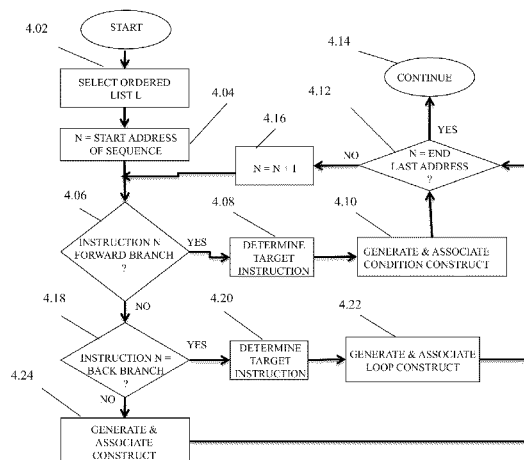 4.02
START
4.14
CONTINUE
SELECT ORDERED
LIST L
4.04
4.12
4.16
YES
N = START ADDRESS
OF SEQUENCE
N = N + 1
NO
N = END
LAST ADDRESS
?
4.06
4.08
4.10
INSTRUCTION N
FORWARD BRANCH
?
YES
DETERMINE
TARGET
INSTRUCTION
GENERATE & ASSOCIATE
CONDITION CONSTRUCT
NO
4.18
4.20
4.22
INSTRUCTION N =
BACK BRANCH
?
YES
DETERMINE
TARGET
INSTRUCTION
GENERATE & ASSOCIATE
LOOP CONSTRUCT
4.24
NO
GENERATE &
ASSOCIATE
CONSTRUCT